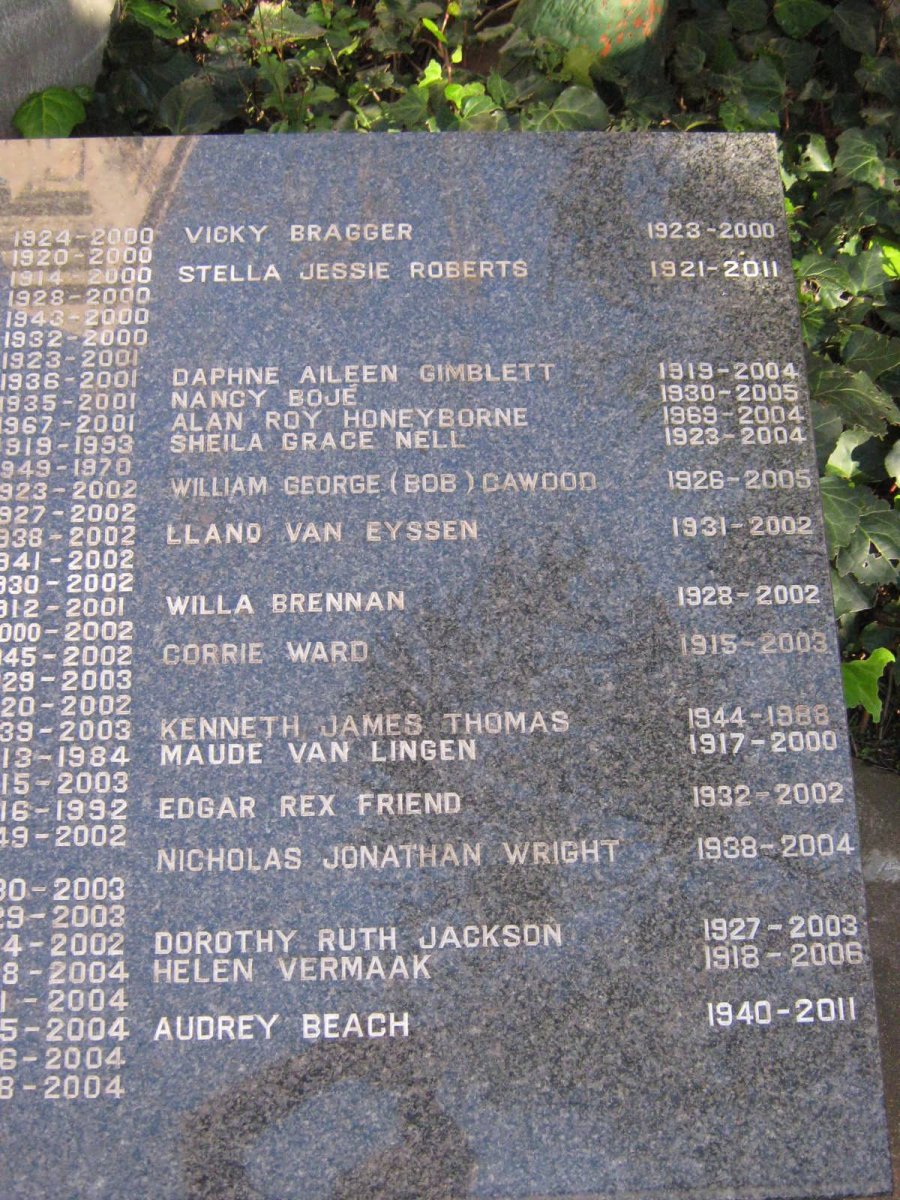 1924-2000
1920-2000
1914-2000
1928-2000
1943-2000
1932-2000
1923-2001
1936-2001
1935-2001
1967-2001
1919-1993
1949-1970
1923-2002
1927-2002
938-2002
941-2002
930-2002
912-2001
000-2002
945-2002
29-2003
20-2002
39-2003
13-1984
15-2003
16-1992
49-2002
30-2003
29-2003
4-2002
8-2004
1-2004
5-2004
6-2004
8-2004
VICKY BRAGGER 1923-2000
STELLA JESSIE ROBERTS 1921-2011
DAPHNE AILEEN GIMBLETT 1919-2004
NANCY BOJÉ 1930-2005
ALAN ROY HONEYBORNE 1969-2004
SHEILA GRACE NELL 1923-2004
WILLIAM GEORGE (BOB) CAWOOD 1926-2005
LLANO VAN EYSSEN 1931-2002
WILLA BRENNAN 1928-2002
CORRIE WARD 1915-2003
KENNETH JAMES THOMAS 1944-1988
MAUDE VAN LINGEN 1917-2000
EDGAR REX FRIEND 1932-2002
NICHOLAS JONATHAN WRIGHT 1938-2004
DOROTHY RUTH JACKSON 1927-2003
HELEN VERMAAK 1918-2006
AUDREY BEACH 1940-2011